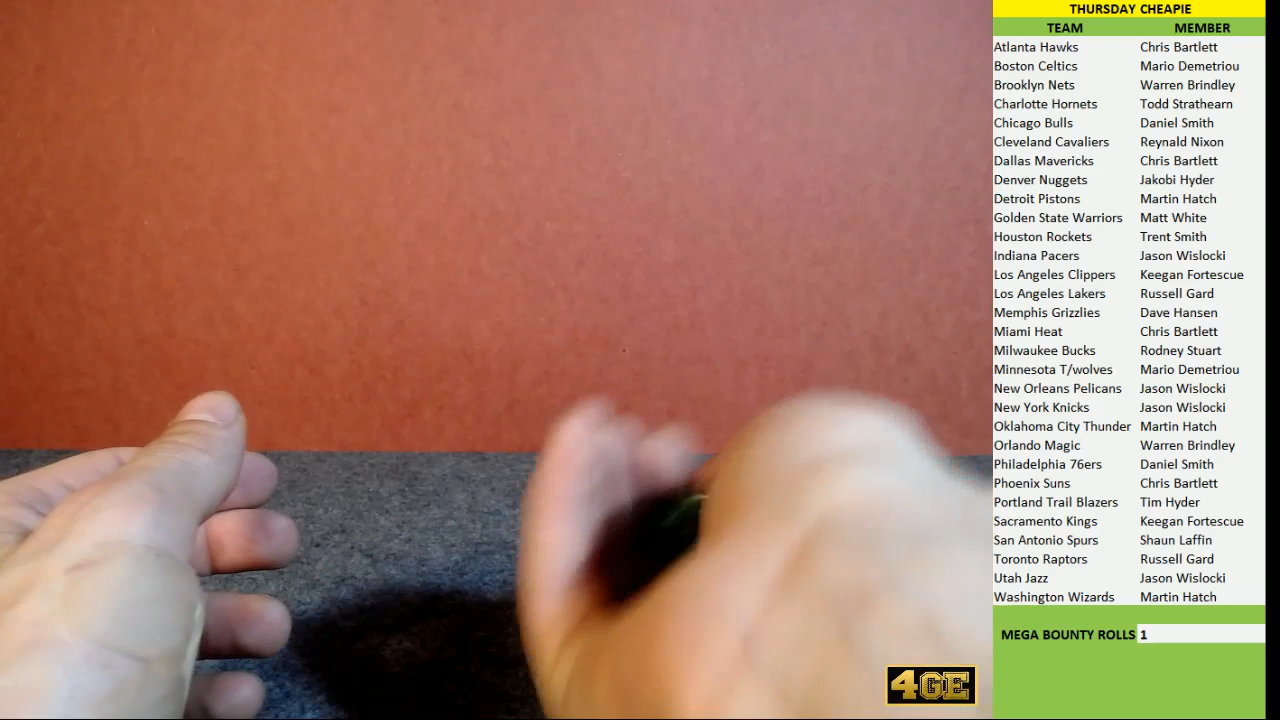 THURSDAY CHEAPIE
TEAM MEMBER
Atlanta Hawks Chris Bartlett
Boston Celtics Mario Demetriou
Brooklyn Nets Warren Brindley
Charlotte Hornets Todd Strathearn
Chicago Bulls Daniel Smith
Cleveland Cavaliers Reynald Nixon
Dallas Mavericks Chris Bartlett
Denver Nuggets Jakobi Hyder
Detroit Pistons Martin Hatch
Golden State Warriors Matt White
Houston Rockets Trent Smith
Indiana Pacers Jason Wislocki
Los Angeles Clippers Keegan Fortescue
Los Angeles Lakers Russell Gard
Memphis Grizzlies Dave Hansen
Miami Heat Chris Bartlett
Milwaukee Bucks Rodney Stuart
Minnesota T/wolves Mario Demetriou
New Orleans Pelicans Jason Wislocki
New York Knicks Jason Wislocki
Oklahoma City Thunder Martin Hatch
Orlando Magic Warren Brindley
Philadelphia 76ers Daniel Smith
Phoenix Suns Chris Bartlett
Portland Trail Blazers Tim Hyder
Sacramento Kings Keegan Fortescue
San Antonio Spurs Shaun Laffin
Toronto Raptors Russell Gard
Utah Jazz Jason Wislocki
Washington Wizards Martin Hatch
MEGA BOUNTY ROLLS 1
4GE